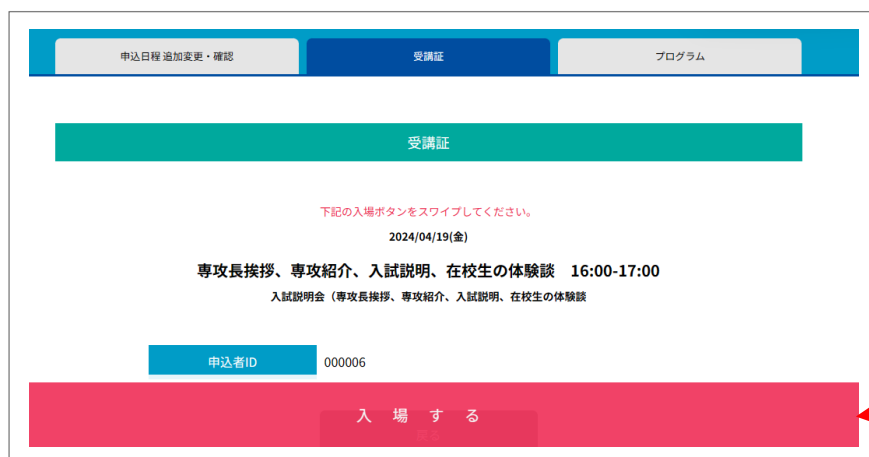 申込日程 追加変更・確認
受講証
プログラム
受講証
下記の入場ボタンをスワイプしてください。
2024/04/19(金)
専攻長挨拶、専攻紹介、入試説明、在校生の体験談　16:00-17:00
入試説明会（専攻長挨拶、専攻紹介、入試説明、在校生の体験談
申込者ID
000006
入 場 す る